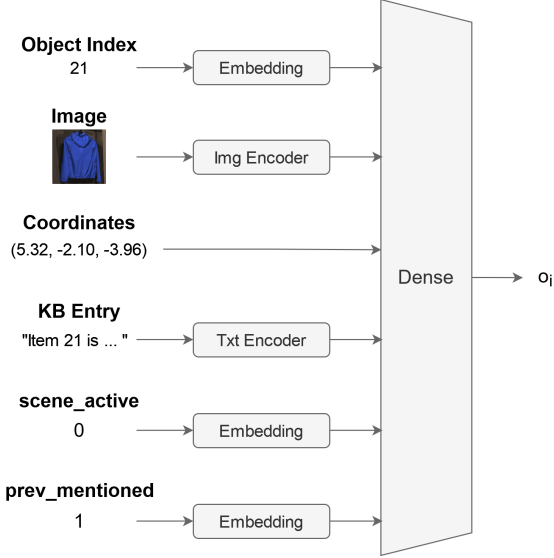 Object Index
21
Embedding
Image
Img Encoder
Coordinates
(5.32, -2.10, -3.96)
Dense
oi
KB Entry
"Item 21 is ... "
Txt Encoder
scene_active
0
Embedding
prev_mentioned
1
Embedding